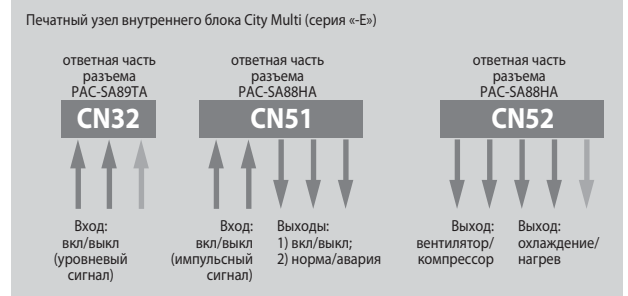 Печатный узел внутреннего блока City Multi (серия «-E»)
ответная часть
разъема
PAC-SA89TA
CN32
Вход:
вкл/выкл
(уровневый
сигнал)
ответная часть
разъема
PAC-SA88HA
CN51
Вход:
вкл/выкл
(импульсный
сигнал)
Выходы:
1) вкл/выкл;
2) норма/авария
ответная часть
разъема
PAC-SA88HA
CN52
Выход:
вентилятор/
компрессор
Выход:
охлаждение/
нагрев